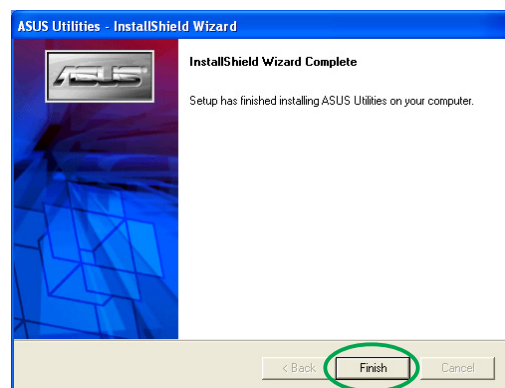 ASUS Utilities - InstallShield Wizard
ASUS
InstallShield Wizard Complete
Setup has finished installing ASUS Utilities on your computer.
< Back
Finish
Cancel